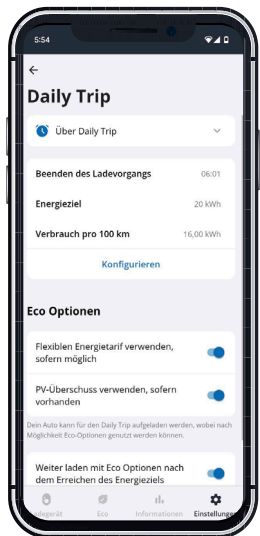 5:54
Daily Trip
Über Daily Trip
Beenden des Ladevorgangs 06:01
Energieziel 20 kWh
Verbrauch pro 100 km 16,00 kWh
Konfigurieren
Eco Optionen
Flexiblen Energietarif verwenden,
sofern möglich
PV-Überschuss verwenden, sofern
vorhanden
Dein Auto kann für den Daily Trip aufgeladen werden, wobei nach
Möglichkeit Eco-Optionen genutzt werden können.
Weiter laden mit Eco Optionen nach
dem Erreichen des Energieziels
Ladegerät Eco Informationen Einstellungen